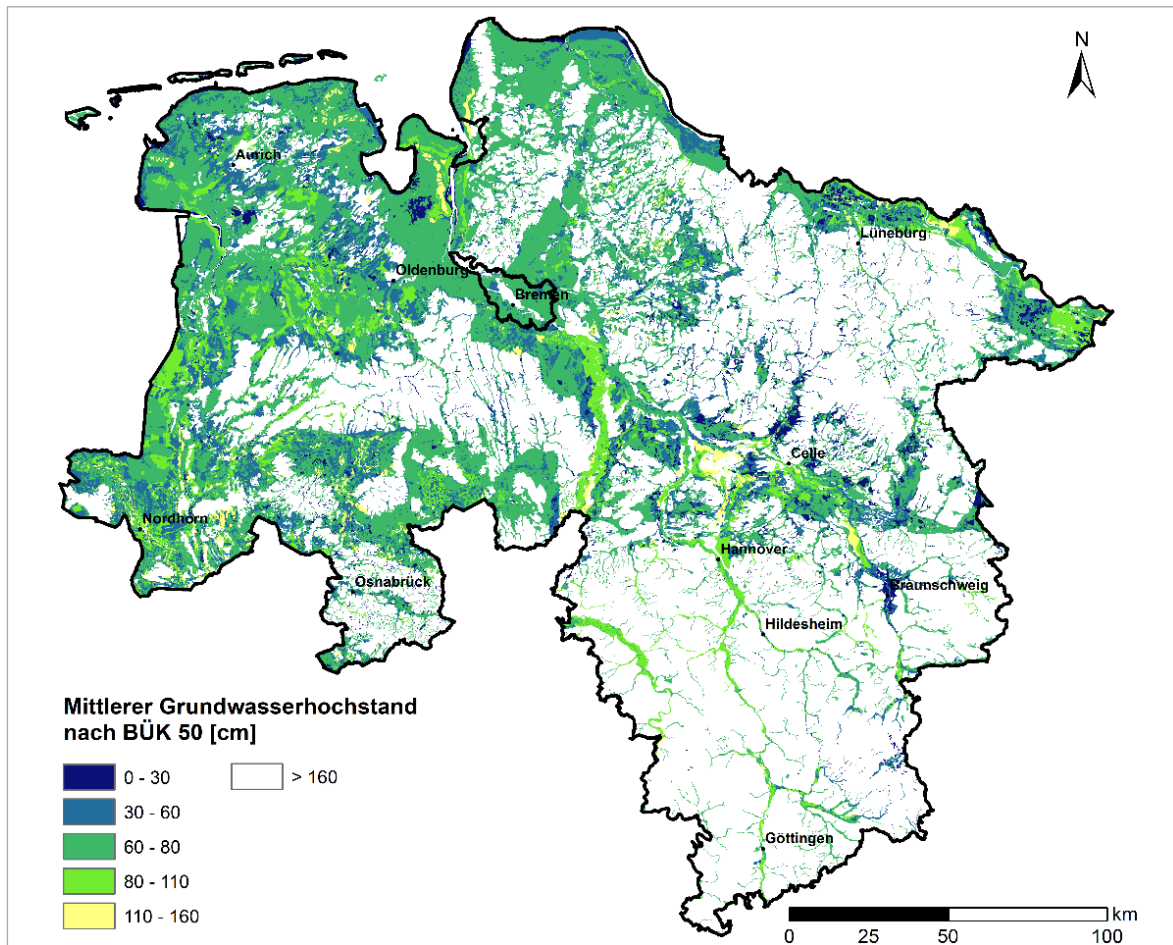 N
Aurich
Lüneburg
Oldenburg
Bremen
Celle
Nordhorn
Hannover
Osnabrück
Braunschweig
Hildesheim
Mittlerer Grundwasserhochstand
nach BÜK 50 [cm]
0 - 30
> 160
30 - 60
60 - 80
80 - 110
110 - 160
Göttingen
km
0 25 50 100